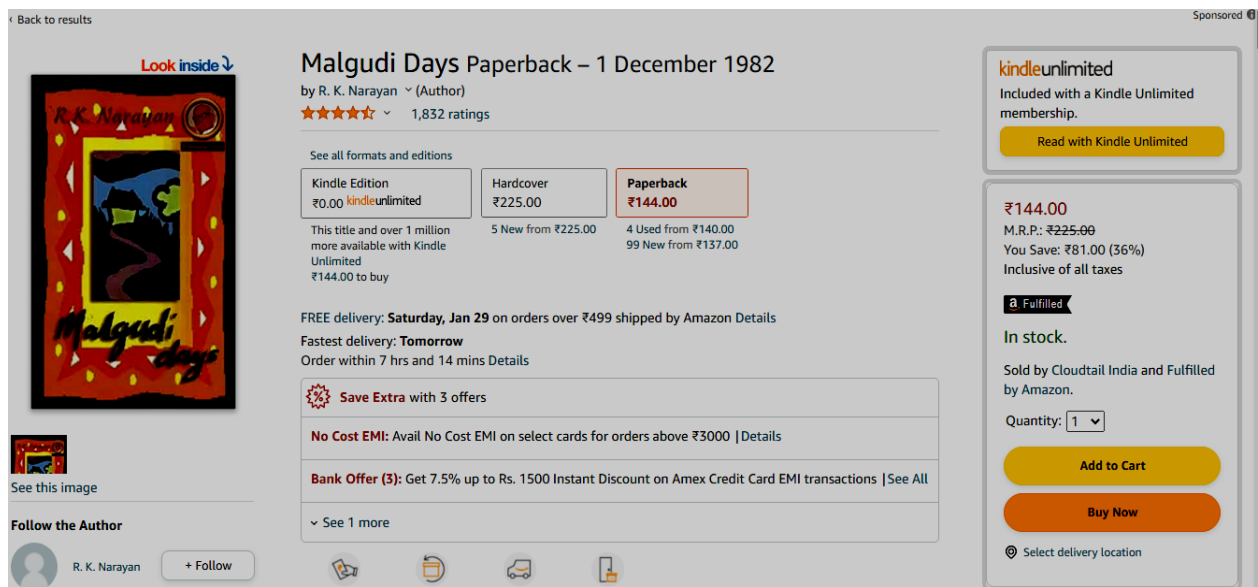 ‹ Back to results
Sponsored
Look inside
R.K. Narayan
Malgudi
days
See this image
Follow the Author
R. K. Narayan
+ Follow
Malgudi Days Paperback – 1 December 1982
by R. K. Narayan (Author)
1,832 ratings
See all formats and editions
Kindle Edition
₹0.00 kindleunlimited
This title and over 1 million
more available with Kindle
Unlimited
₹144.00 to buy
Hardcover
₹225.00
5 New from ₹225.00
Paperback
₹144.00
4 Used from ₹140.00
99 New from ₹137.00
FREE delivery: Saturday, Jan 29 on orders over ₹499 shipped by Amazon Details
Fastest delivery: Tomorrow
Order within 7 hrs and 14 mins Details
Save Extra with 3 offers
No Cost EMI: Avail No Cost EMI on select cards for orders above ₹3000 | Details
Bank Offer (3): Get 7.5% up to Rs. 1500 Instant Discount on Amex Credit Card EMI transactions | See All
See 1 more
kindleunlimited
Included with a Kindle Unlimited
membership.
Read with Kindle Unlimited
₹144.00
M.R.P.: ₹225.00
You Save: ₹81.00 (36%)
Inclusive of all taxes
a Fulfilled
In stock.
Sold by Cloudtail India and Fulfilled
by Amazon.
Quantity: 1
Add to Cart
Buy Now
Select delivery location